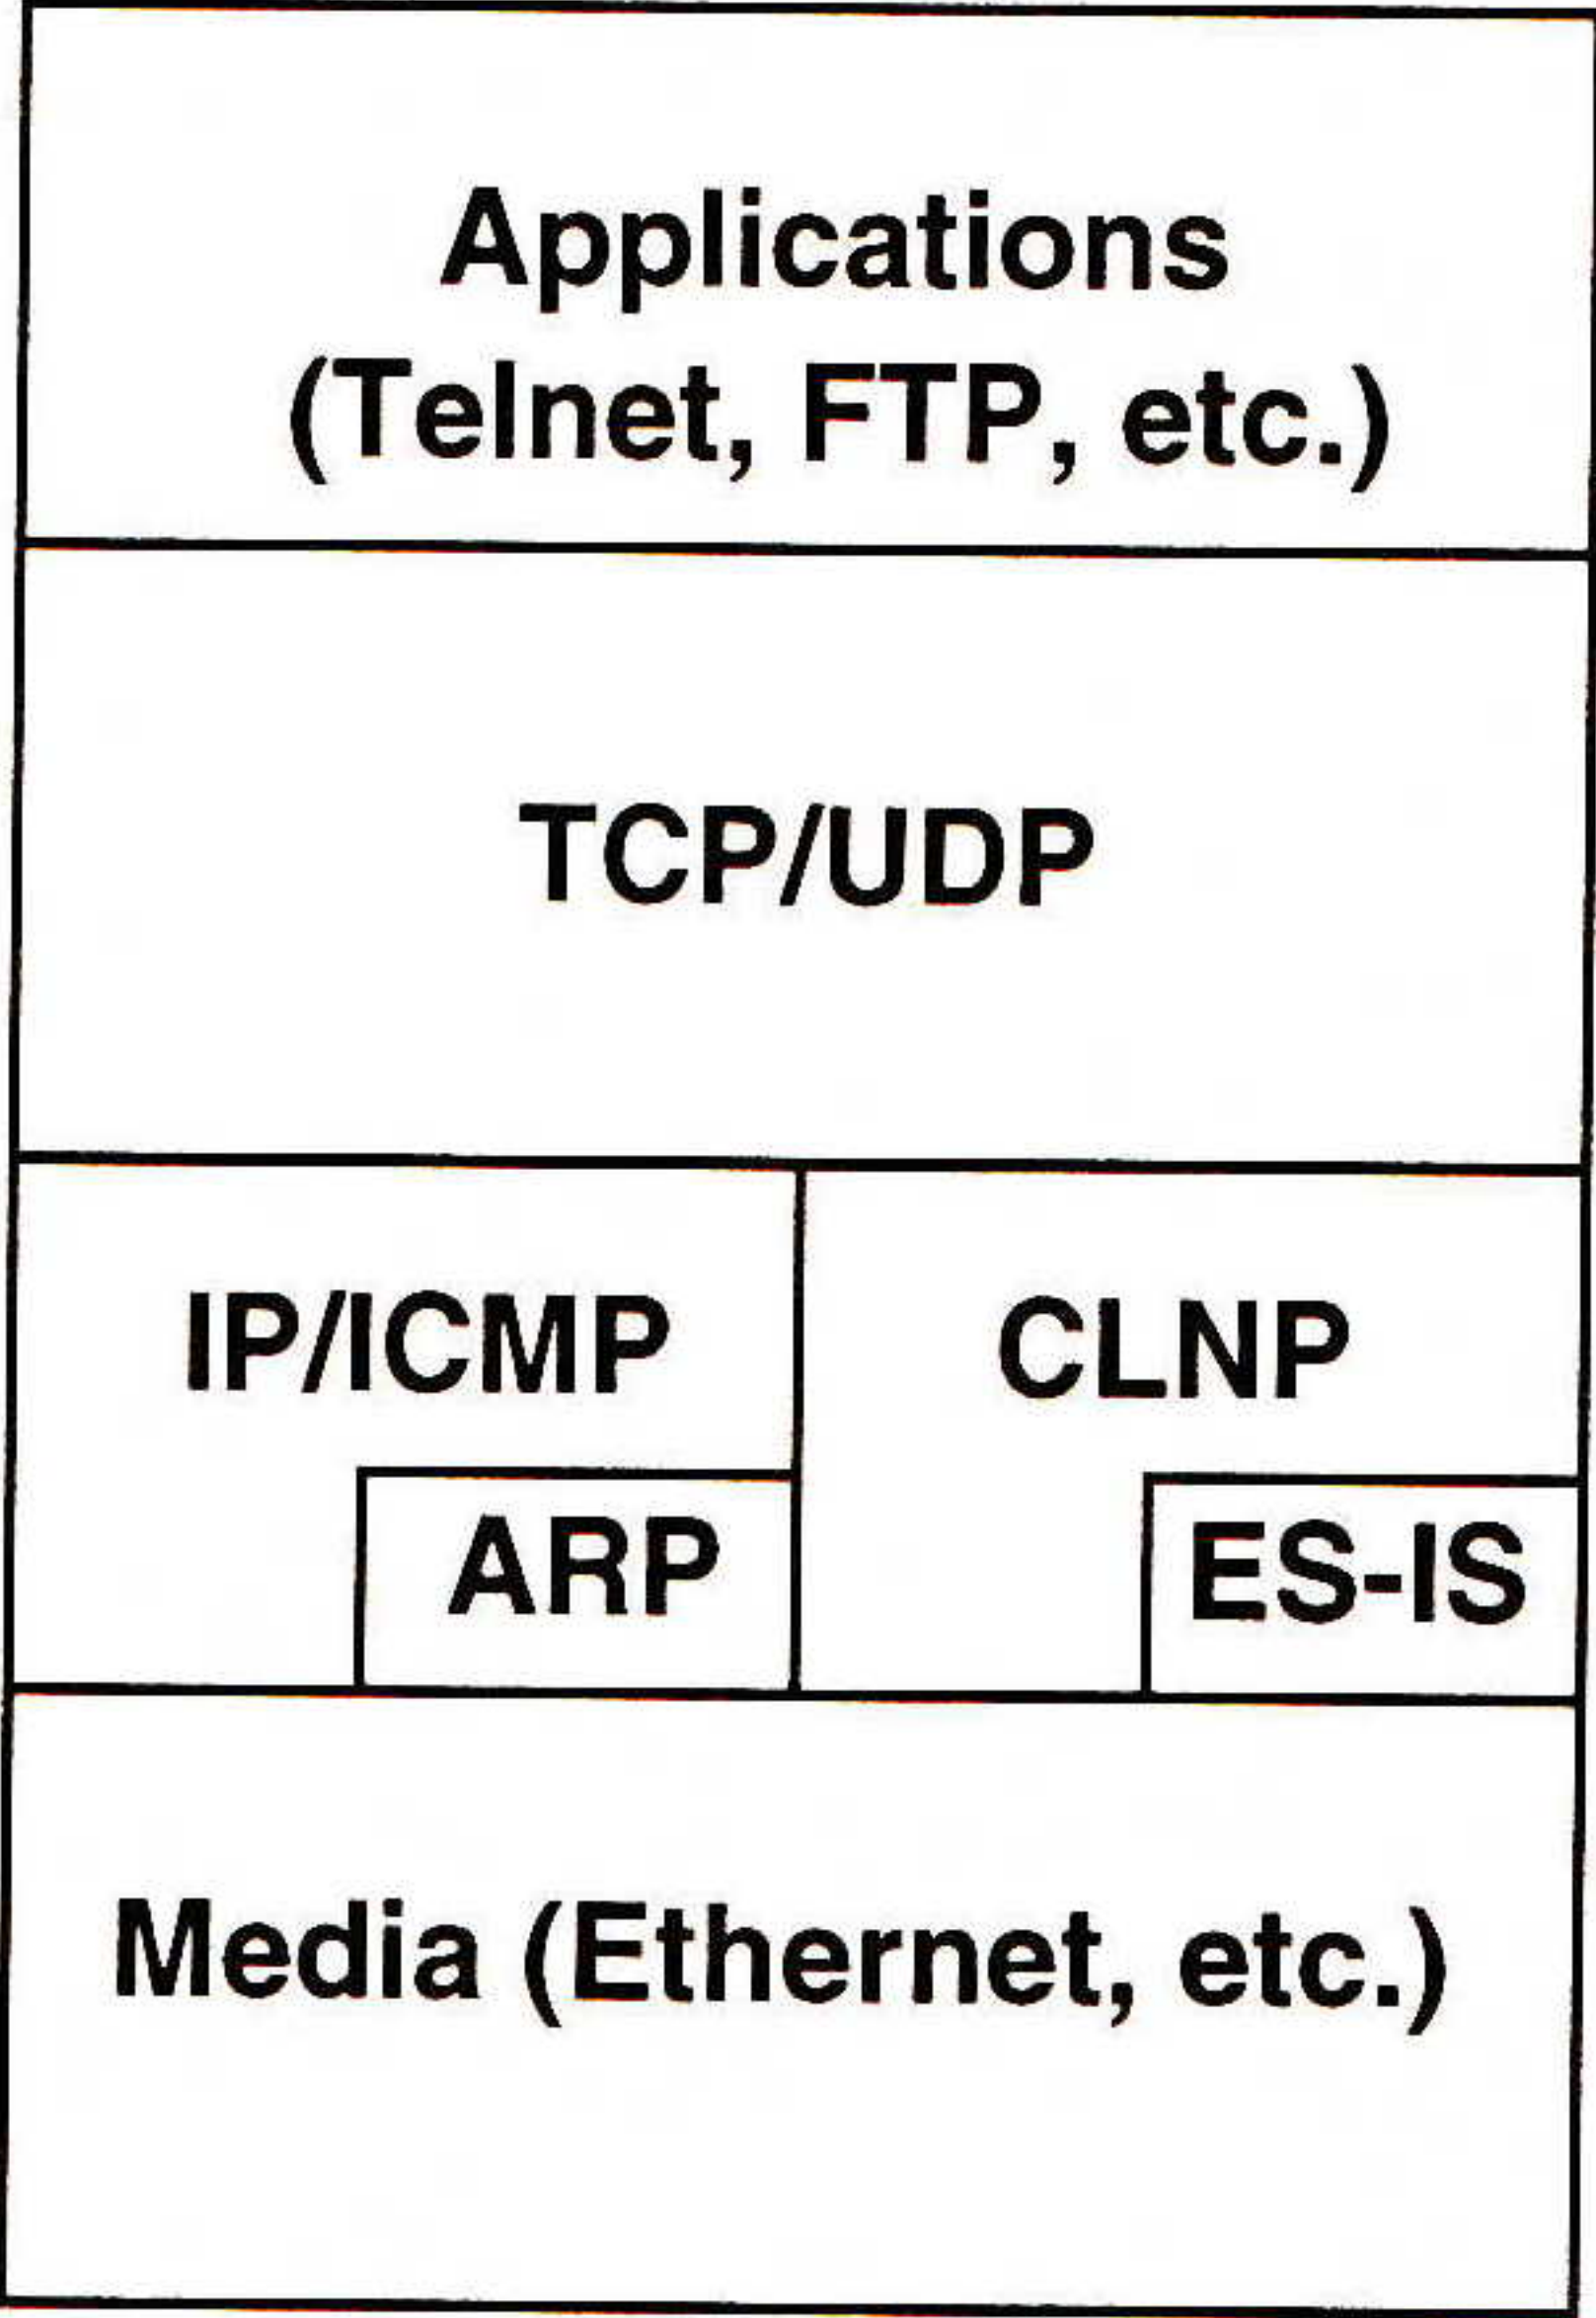 Applications
(Telnet, FTP, etc.)
TCP/UDP
IP/ICMP
CLNP
ARP
ES-IS
Media (Ethernet, etc.)